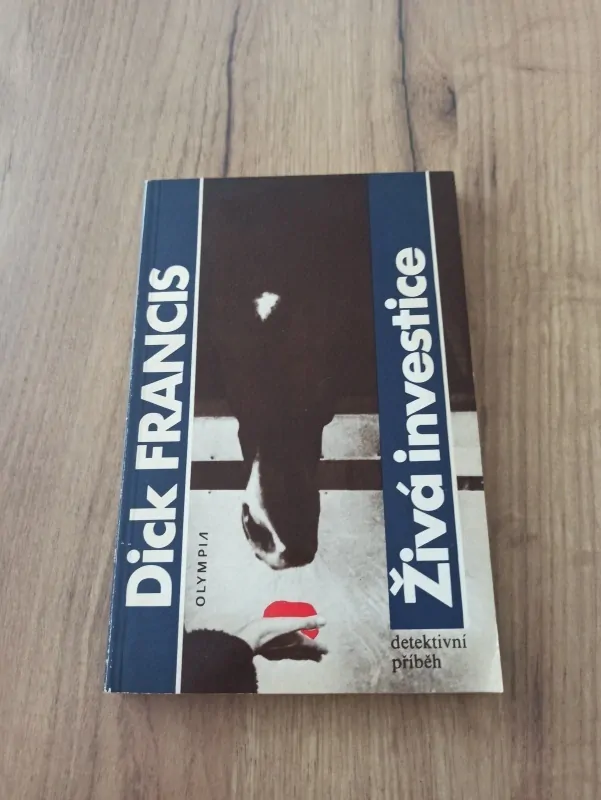 Dick FRANCIS
OLYMPIA
Živá investice
detektivní
příběh